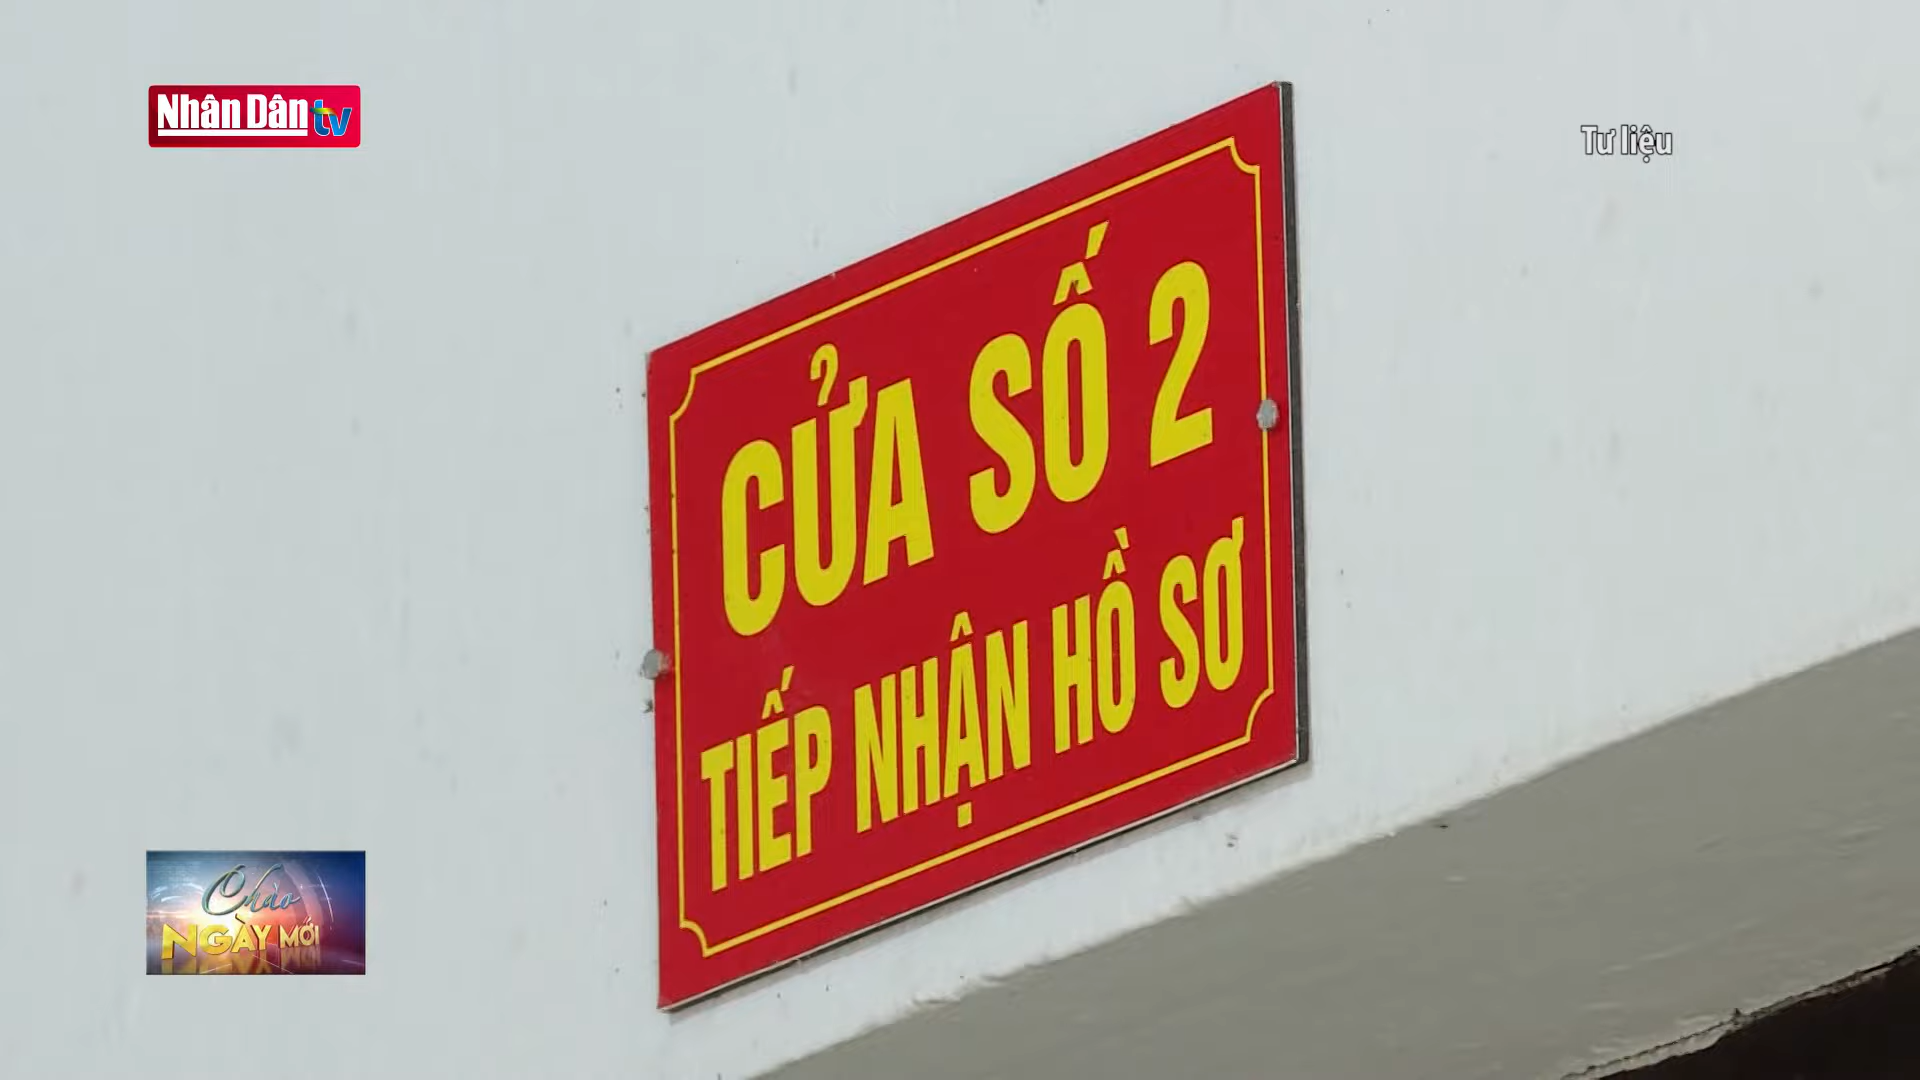 Nhân Dân tv
Tư liệu
CỬA SỐ 2
TIẾP NHẬN HỒ SƠ
Chào
NGÀY MỚI